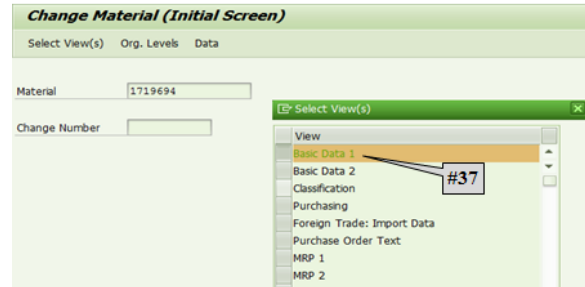 Change Material (Initial Screen)
Select View(s) Org. Levels Data
Material 1719694
Change Number
Select View(s)
View
Basic Data 1
Basic Data 2
#37
Classification
Purchasing
Foreign Trade: Import Data
Purchase Order Text
MRP 1
MRP 2